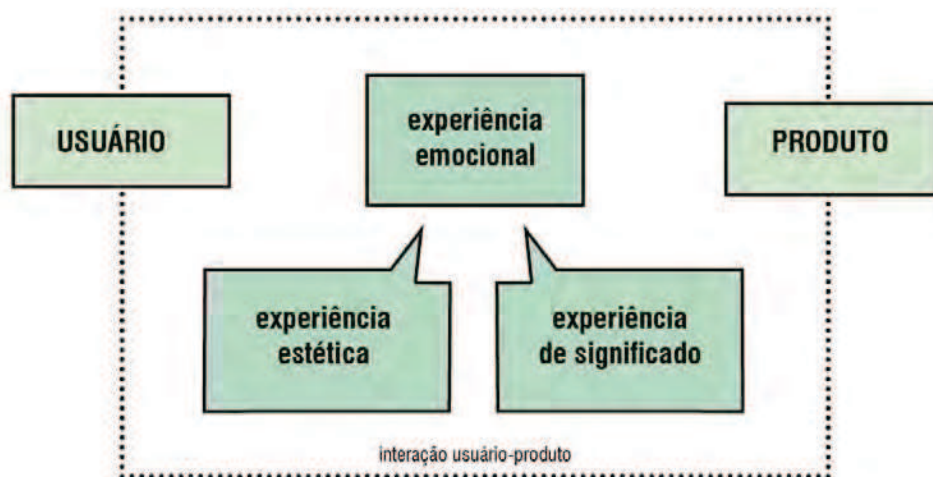 USUÁRIO
experiência
emocional
PRODUTO
experiência
estética
experiência
de significado
interação usuário-produto